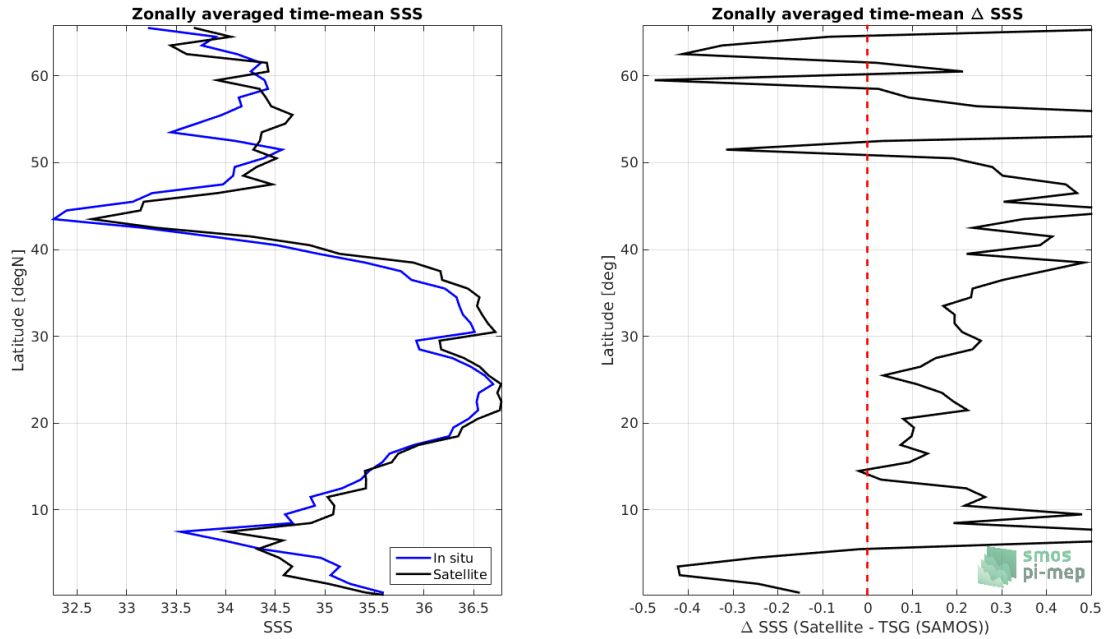 Zonally averaged time-mean SSS
60
50
40
30
20
10
Latitude [degN]
In situ
Satellite
32.5 33 33.5 34 34.5 35 35.5 36 36.5
SSS
Zonally averaged time-mean Δ SSS
60
50
40
30
20
10
Latitude [deg]
smos
pi-mep
-0.5 -0.4 -0.3 -0.2 -0.1 0 0.1 0.2 0.3 0.4 0.5
Δ SSS (Satellite - TSG (SAMOS))